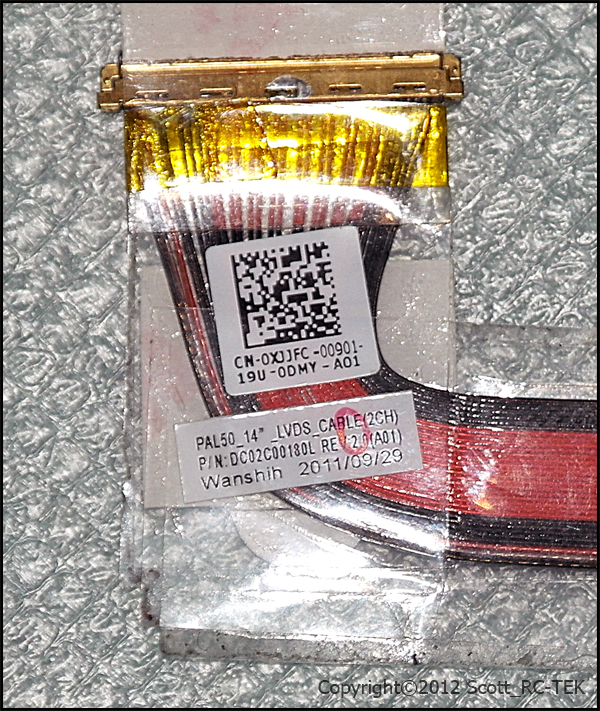 CN-0XJJFC-00901-
19U-0DMY-A01
PAL50_14" _LVDS_CABLE(2CH)
P/N:DC02C00180L REV:2.0(A01)
Wanshih 2011/09/29
Copyright©2012 Scott_RC-TEK